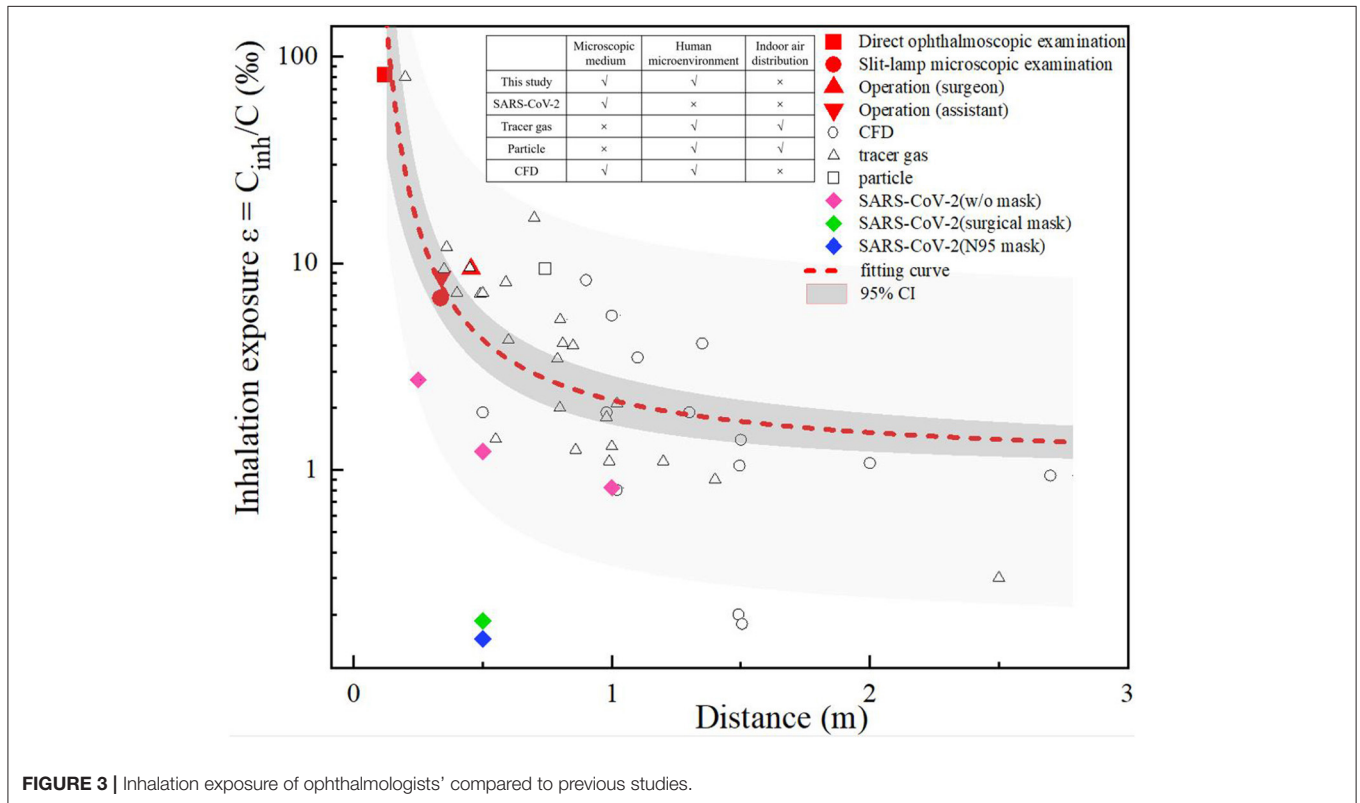 Inhalation exposure ε = C_inh/C (‰)
100
10
1
Microscopic medium Human microenvironment Indoor air distribution
This study √ √ ×
SARS-CoV-2 √ × ×
Tracer gas × √ √
Particle × √ √
CFD √ √ ×
Direct ophthalmoscopic examination
Slit-lamp microscopic examination
Operation (surgeon)
Operation (assistant)
CFD
tracer gas
particle
SARS-CoV-2(w/o mask)
SARS-CoV-2(surgical mask)
SARS-CoV-2(N95 mask)
fitting curve
95% CI
0 1 2 3
Distance (m)
FIGURE 3 | Inhalation exposure of ophthalmologists' compared to previous studies.